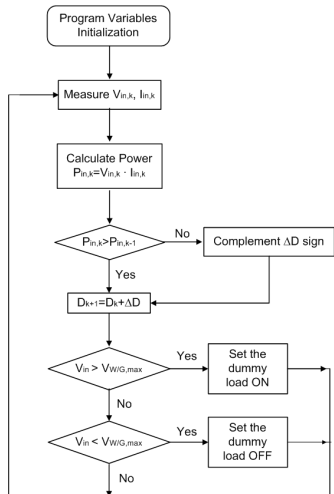 Program Variables
Initialization
Measure Vin,k, Iin,k
Calculate Power
Pin,k=Vin,k · Iin,k
Pin,k>Pin,k-1
No
Complement ΔD sign
Yes
Dk+1=Dk+ΔD
Vin > VW/G,max
Yes
Set the
dummy
load ON
No
Vin < VW/G,max
Yes
Set the
dummy
load OFF
No